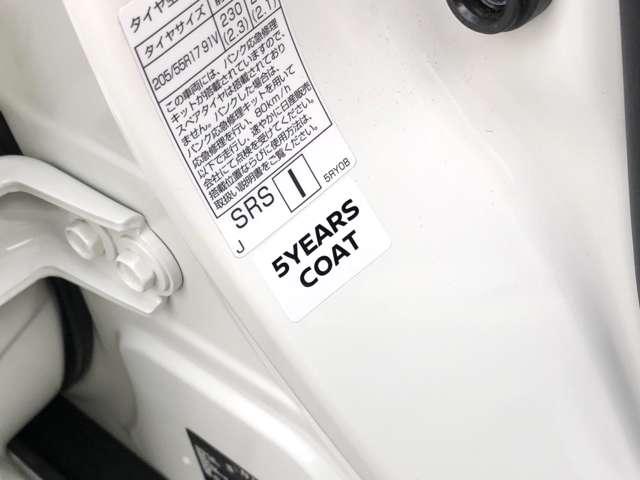 タイヤサイズ
230
(2.3)
(2.1)
205/55R17 91V
この車両には、パンク応急修理
キットが搭載されていますので、
スペアタイヤは搭載されており
ません。パンクした場合は、
パンク応急修理キットを用いて
応急修理を行い、80km/h
以下で走行し、速やかに日産販売
会社にて点検を受けてください。
搭載位置ならびに使用方法は、
取扱い説明書をご覧ください。
SRS I
5RY0B
J
5YEARS
COAT